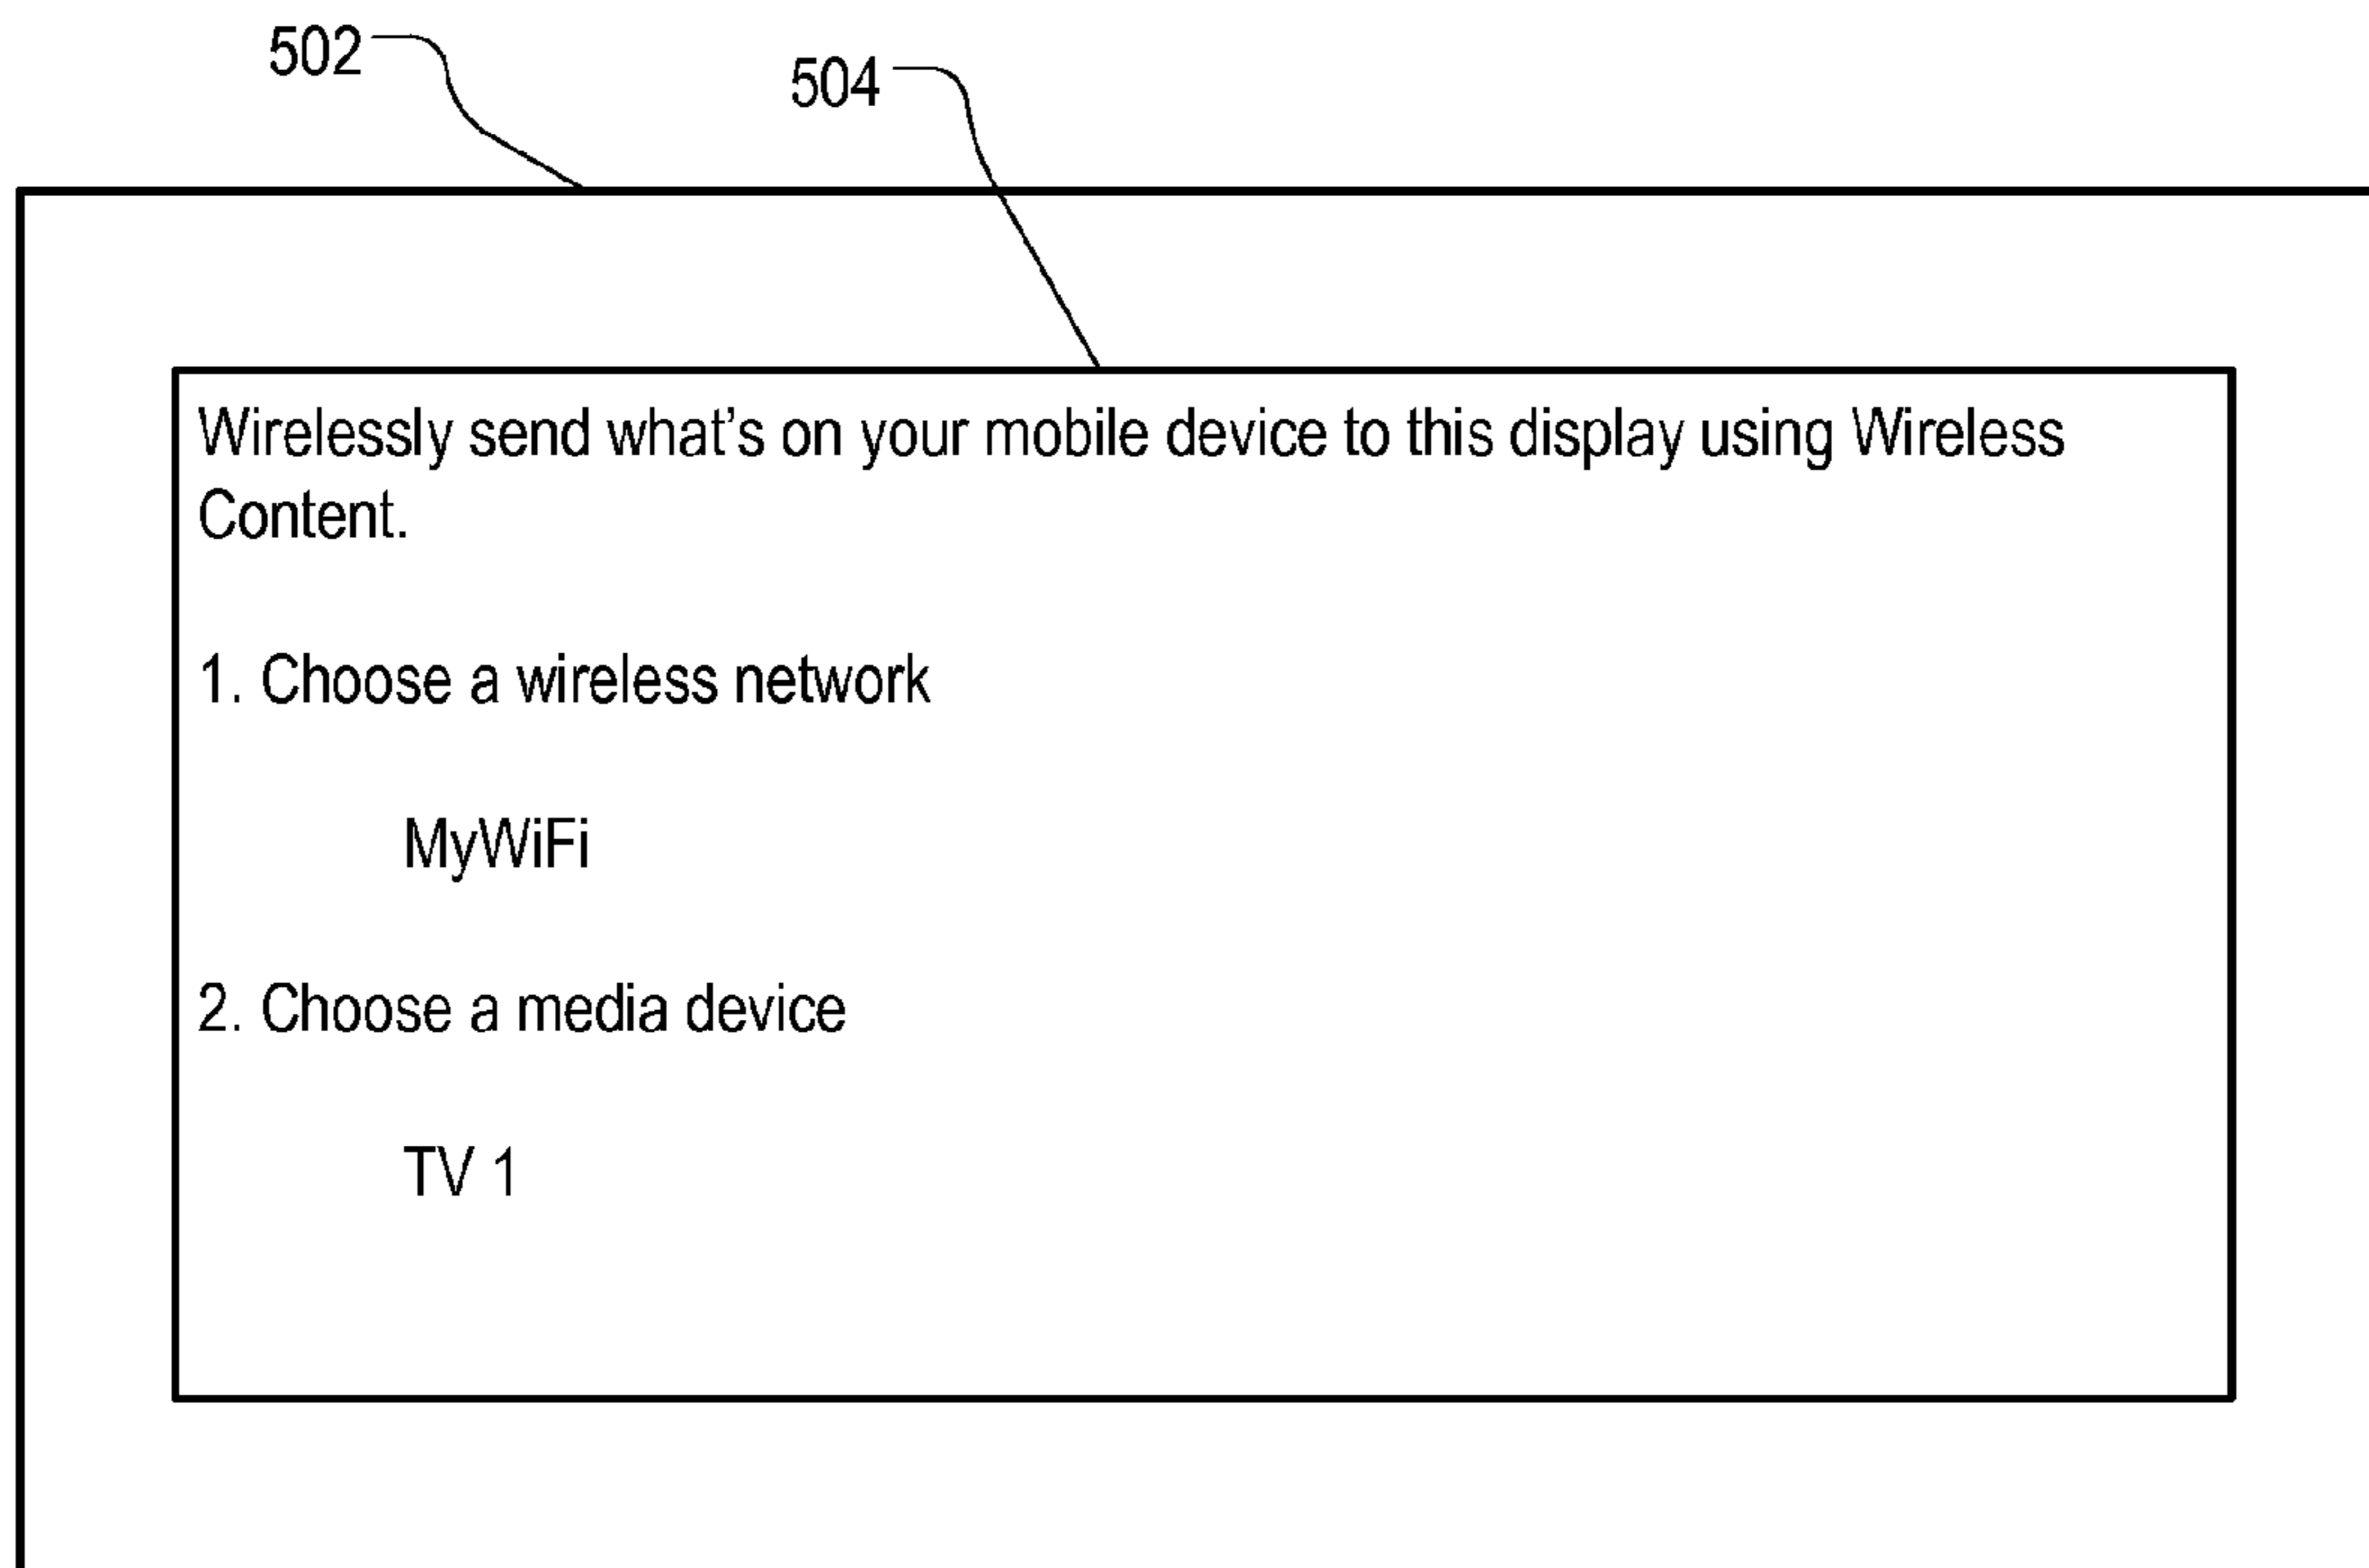 502
504
Wirelessly send what's on your mobile device to this display using Wireless
Content.
1. Choose a wireless network
MyWiFi
2. Choose a media device
TV 1